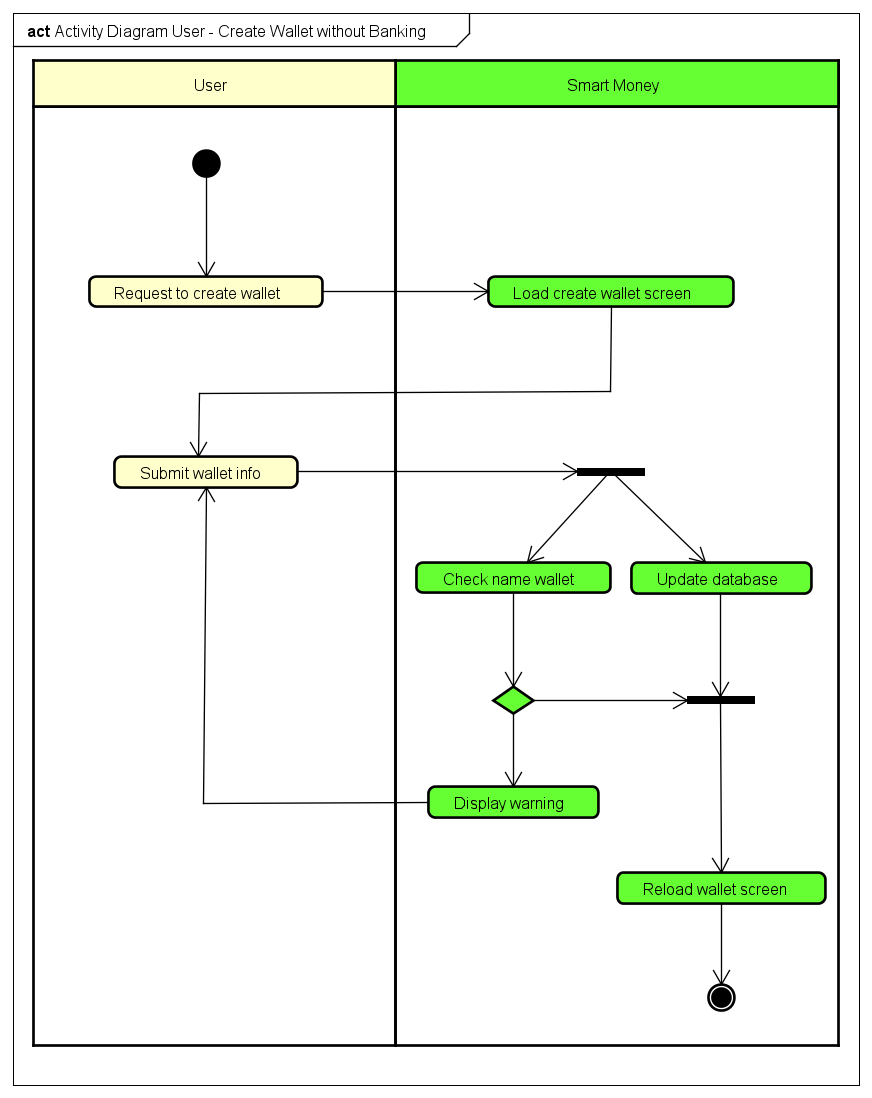 act Activity Diagram User - Create Wallet without Banking
User
Smart Money
Request to create wallet
Load create wallet screen
Submit wallet info
Check name wallet
Update database
Display warning
Reload wallet screen